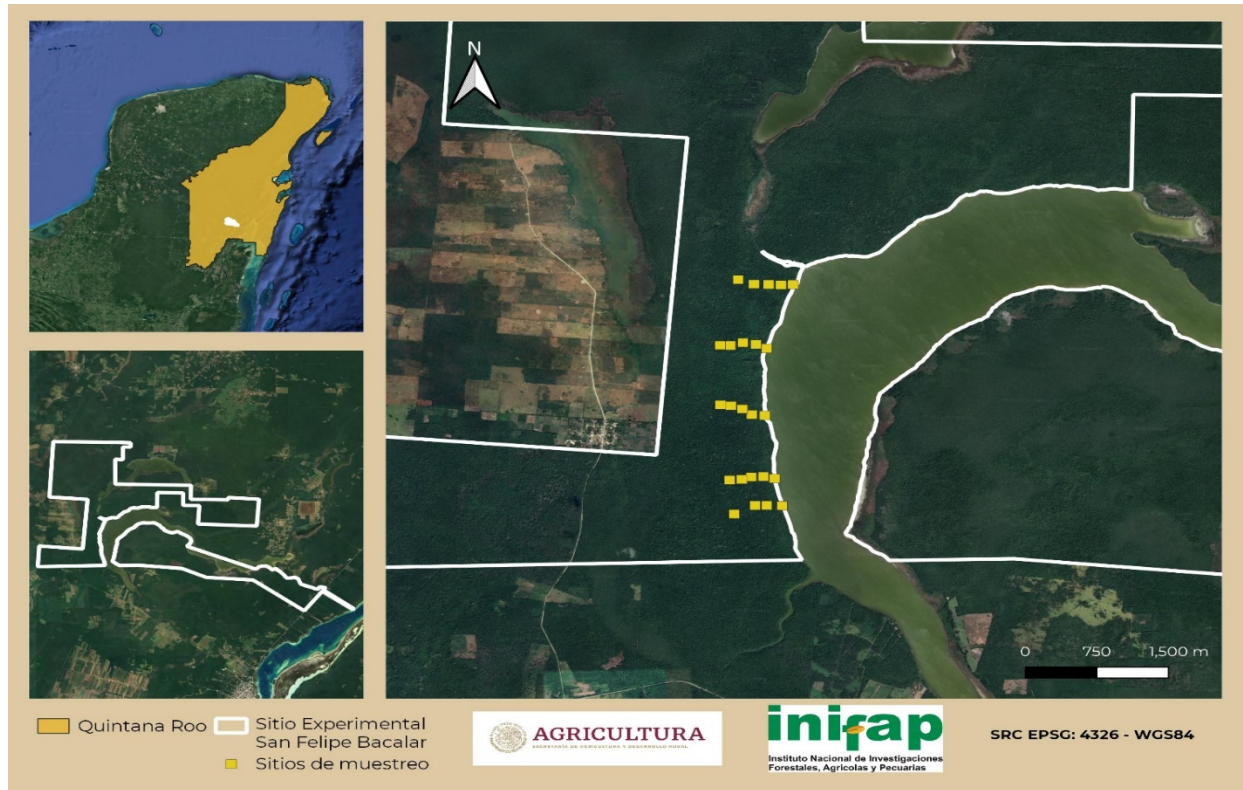 N
0 750 1,500 m
Quintana Roo
Sitio Experimental
San Felipe Bacalar
Sitios de muestreo
AGRICULTURA
SECRETARÍA DE AGRICULTURA Y DESARROLLO RURAL
inifap
Instituto Nacional de Investigaciones
Forestales, Agrícolas y Pecuarias
SRC EPSG: 4326 - WGS84